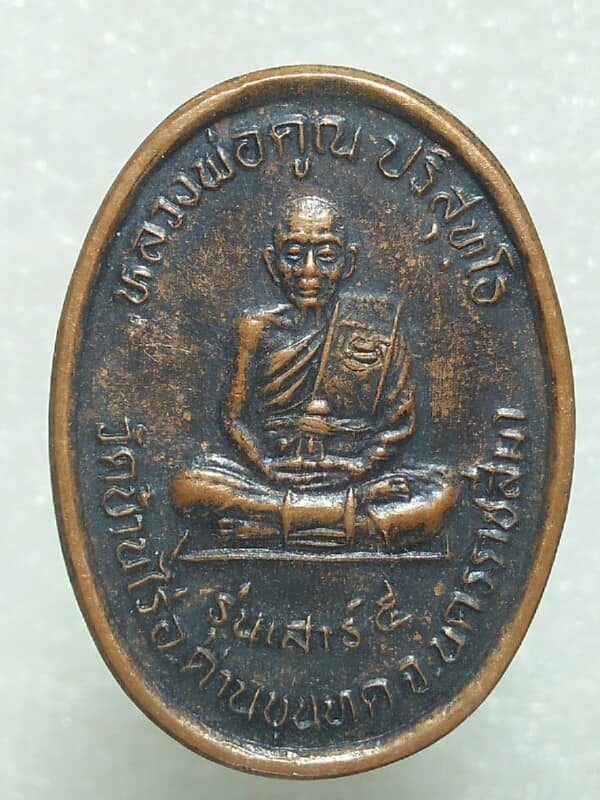 หลวงพ่อคูณ ปริสุทฺโธ
รุ่นเสาร์ ๕
วัดบ้านไร่ อ.ด่านขุนทด จ.นครราชสีมา